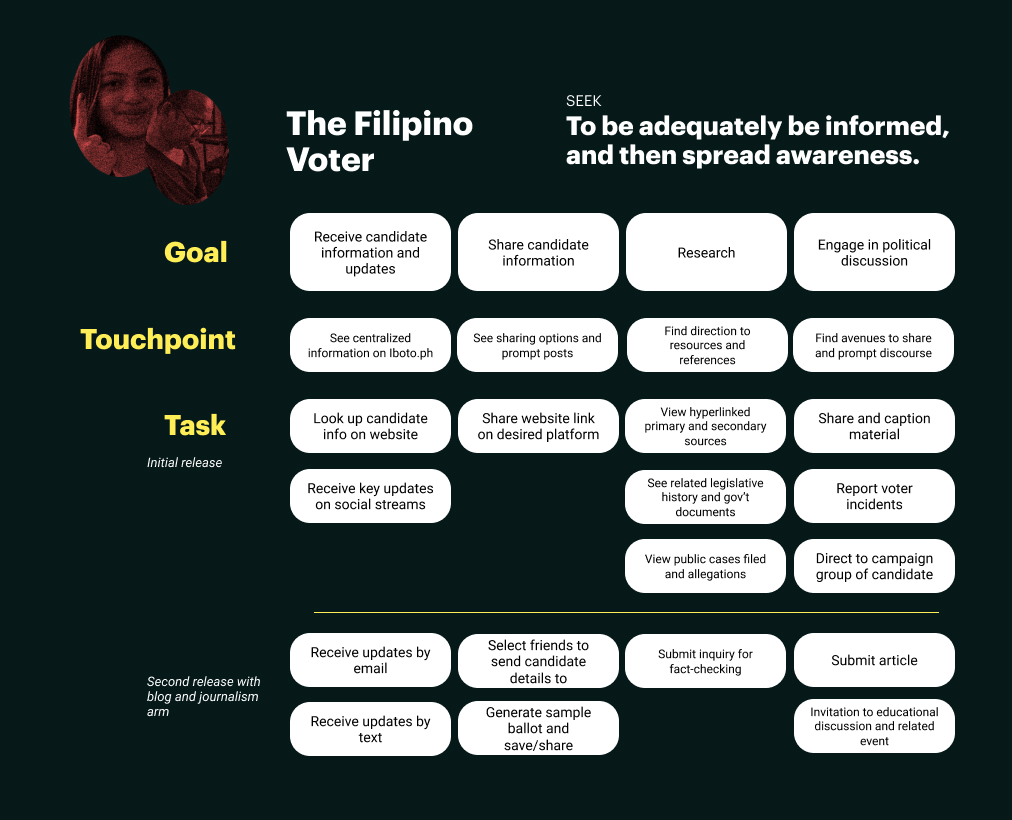 The Filipino
Voter
SEEK
To be adequately be informed,
and then spread awareness.
Goal
Receive candidate
information and
updates
Share candidate
information
Research
Engage in political
discussion
Touchpoint
See centralized
information on Iboto.ph
See sharing options and
prompt posts
Find direction to
resources and
references
Find avenues to share
and prompt discourse
Task
Initial release
Look up candidate
info on website
Share website link
on desired platform
View hyperlinked
primary and secondary
sources
Share and caption
material
Receive key updates
on social streams
See related legislative
history and gov't
documents
Report voter
incidents
View public cases filed
and allegations
Direct to campaign
group of candidate
Second release with
blog and journalism
arm
Receive updates by
email
Select friends to
send candidate
details to
Submit inquiry for
fact-checking
Submit article
Receive updates by
text
Generate sample
ballot and
save/share
Invitation to educational
discussion and related
event